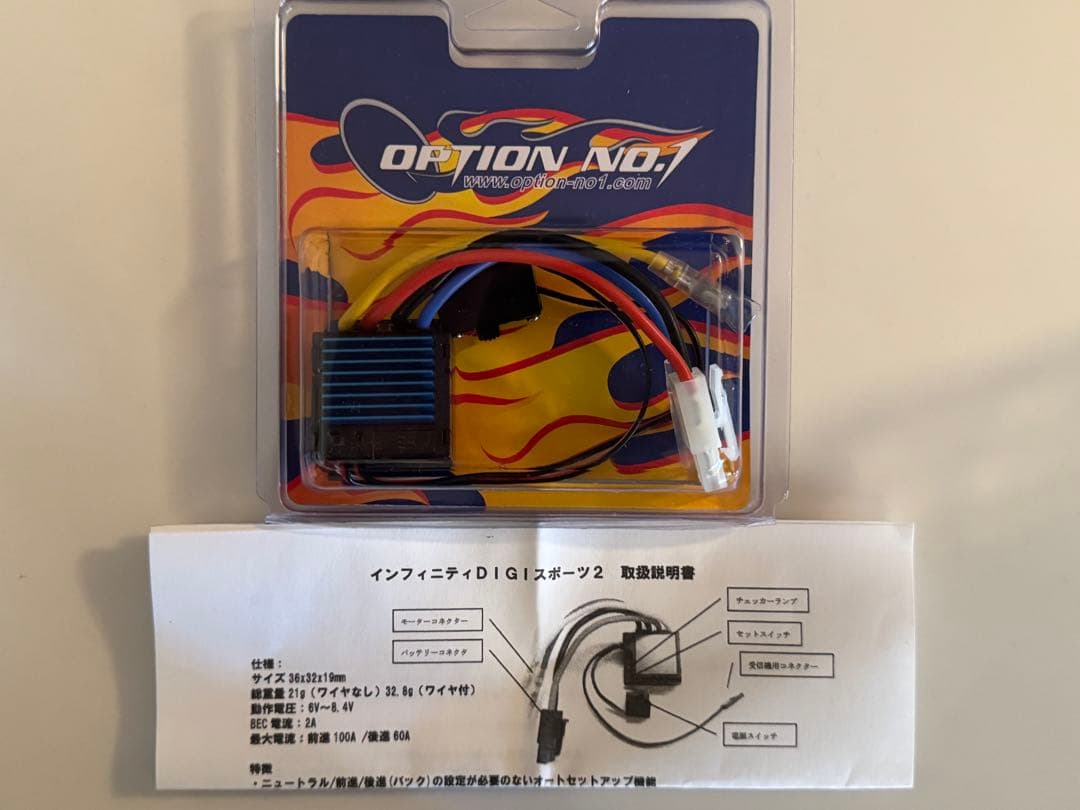 OPTION NO.1
www.option-no1.com
インフィニティDIGIスポーツ2 取扱説明書
チェッカーランプ
モーターコネクター
セットスイッチ
バッテリーコネクタ
受信機用コネクター
仕様：
サイズ 36x32x19mm
総重量 21g（ワイヤなし）32.8g（ワイヤ付）
動作電圧：6V～8.4V
BEC 電流：2A
電源スイッチ
最大電流：前進 100A /後進 60A
特徴
・ニュートラル/前進/後進(バック)の設定が必要のないオートセットアップ機能